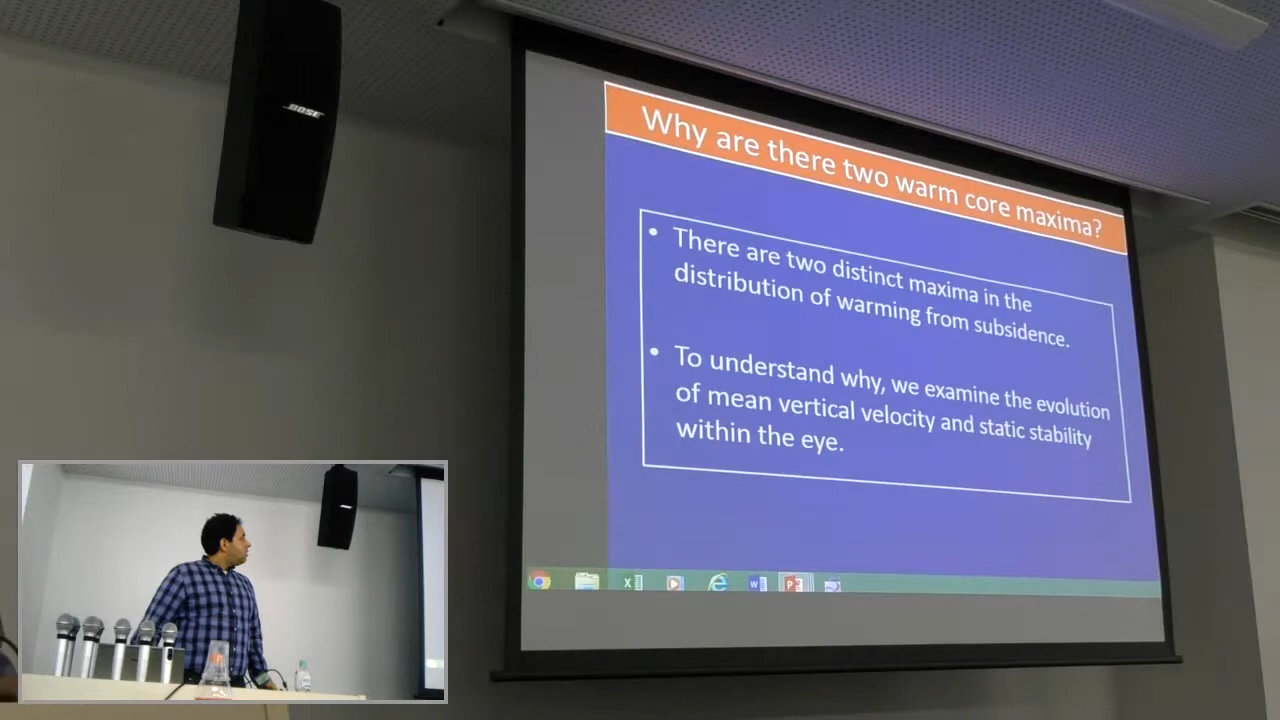 BOSE
Why are there two warm core maxima?
• There are two distinct maxima in the
distribution of warming from subsidence.
• To understand why, we examine the evolution
of mean vertical velocity and static stability
within the eye.